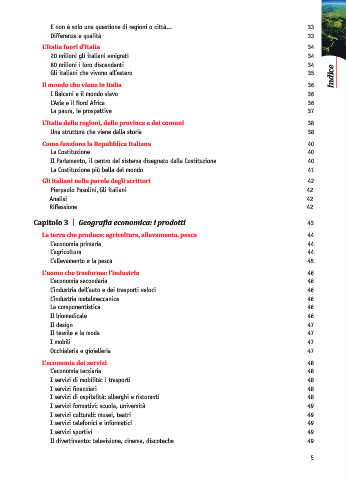 E non è solo una questione di regioni o città... 33
Differenze e qualità 33
L'Italia fuori d'Italia 34
20 milioni gli italiani emigrati 34
80 milioni i loro discendenti 34
Gli italiani che vivono all'estero 35
Il mondo che viene in Italia 36
I Balcani e il mondo slavo 36
L'Asia e il Nord Africa 36
La paura, le prospettive 37
L'Italia delle regioni, delle province e dei comuni 38
Una struttura che viene dalla storia 38
Come funziona la Repubblica Italiana 40
La Costituzione 40
Il Parlamento, il centro del sistema disegnato dalla Costituzione 40
La Costituzione più bella del mondo 41
Gli italiani nelle parole degli scrittori 42
Pierpaolo Pasolini, Gli italiani 42
Analisi 42
Riflessione 42
Capitolo 3 | Geografia economica: i prodotti 43
La terra che produce: agricoltura, allevamento, pesca 44
L'economia primaria 44
L'agricoltura 44
L'allevamento e la pesca 45
L'uomo che trasforma: l'industria 46
L'economia secondaria 46
L'industria dell'auto e dei trasporti veloci 46
L'industria metalmeccanica 46
La componentistica 46
Il biomedicale 46
Il design 47
Il tessile e la moda 47
I mobili 47
Occhialeria e gioielleria 47
L'economia dei servizi 48
L'economia terziaria 48
I servizi di mobilità: i trasporti 48
I servizi finanziari 48
I servizi di ospitalità: alberghi e ristoranti 48
I servizi formativi: scuola, università 49
I servizi culturali: musei, teatri 49
I servizi telefonici e informatici 49
I servizi sportivi 49
Il divertimento: televisione, cinema, discoteche 49
Indice
5